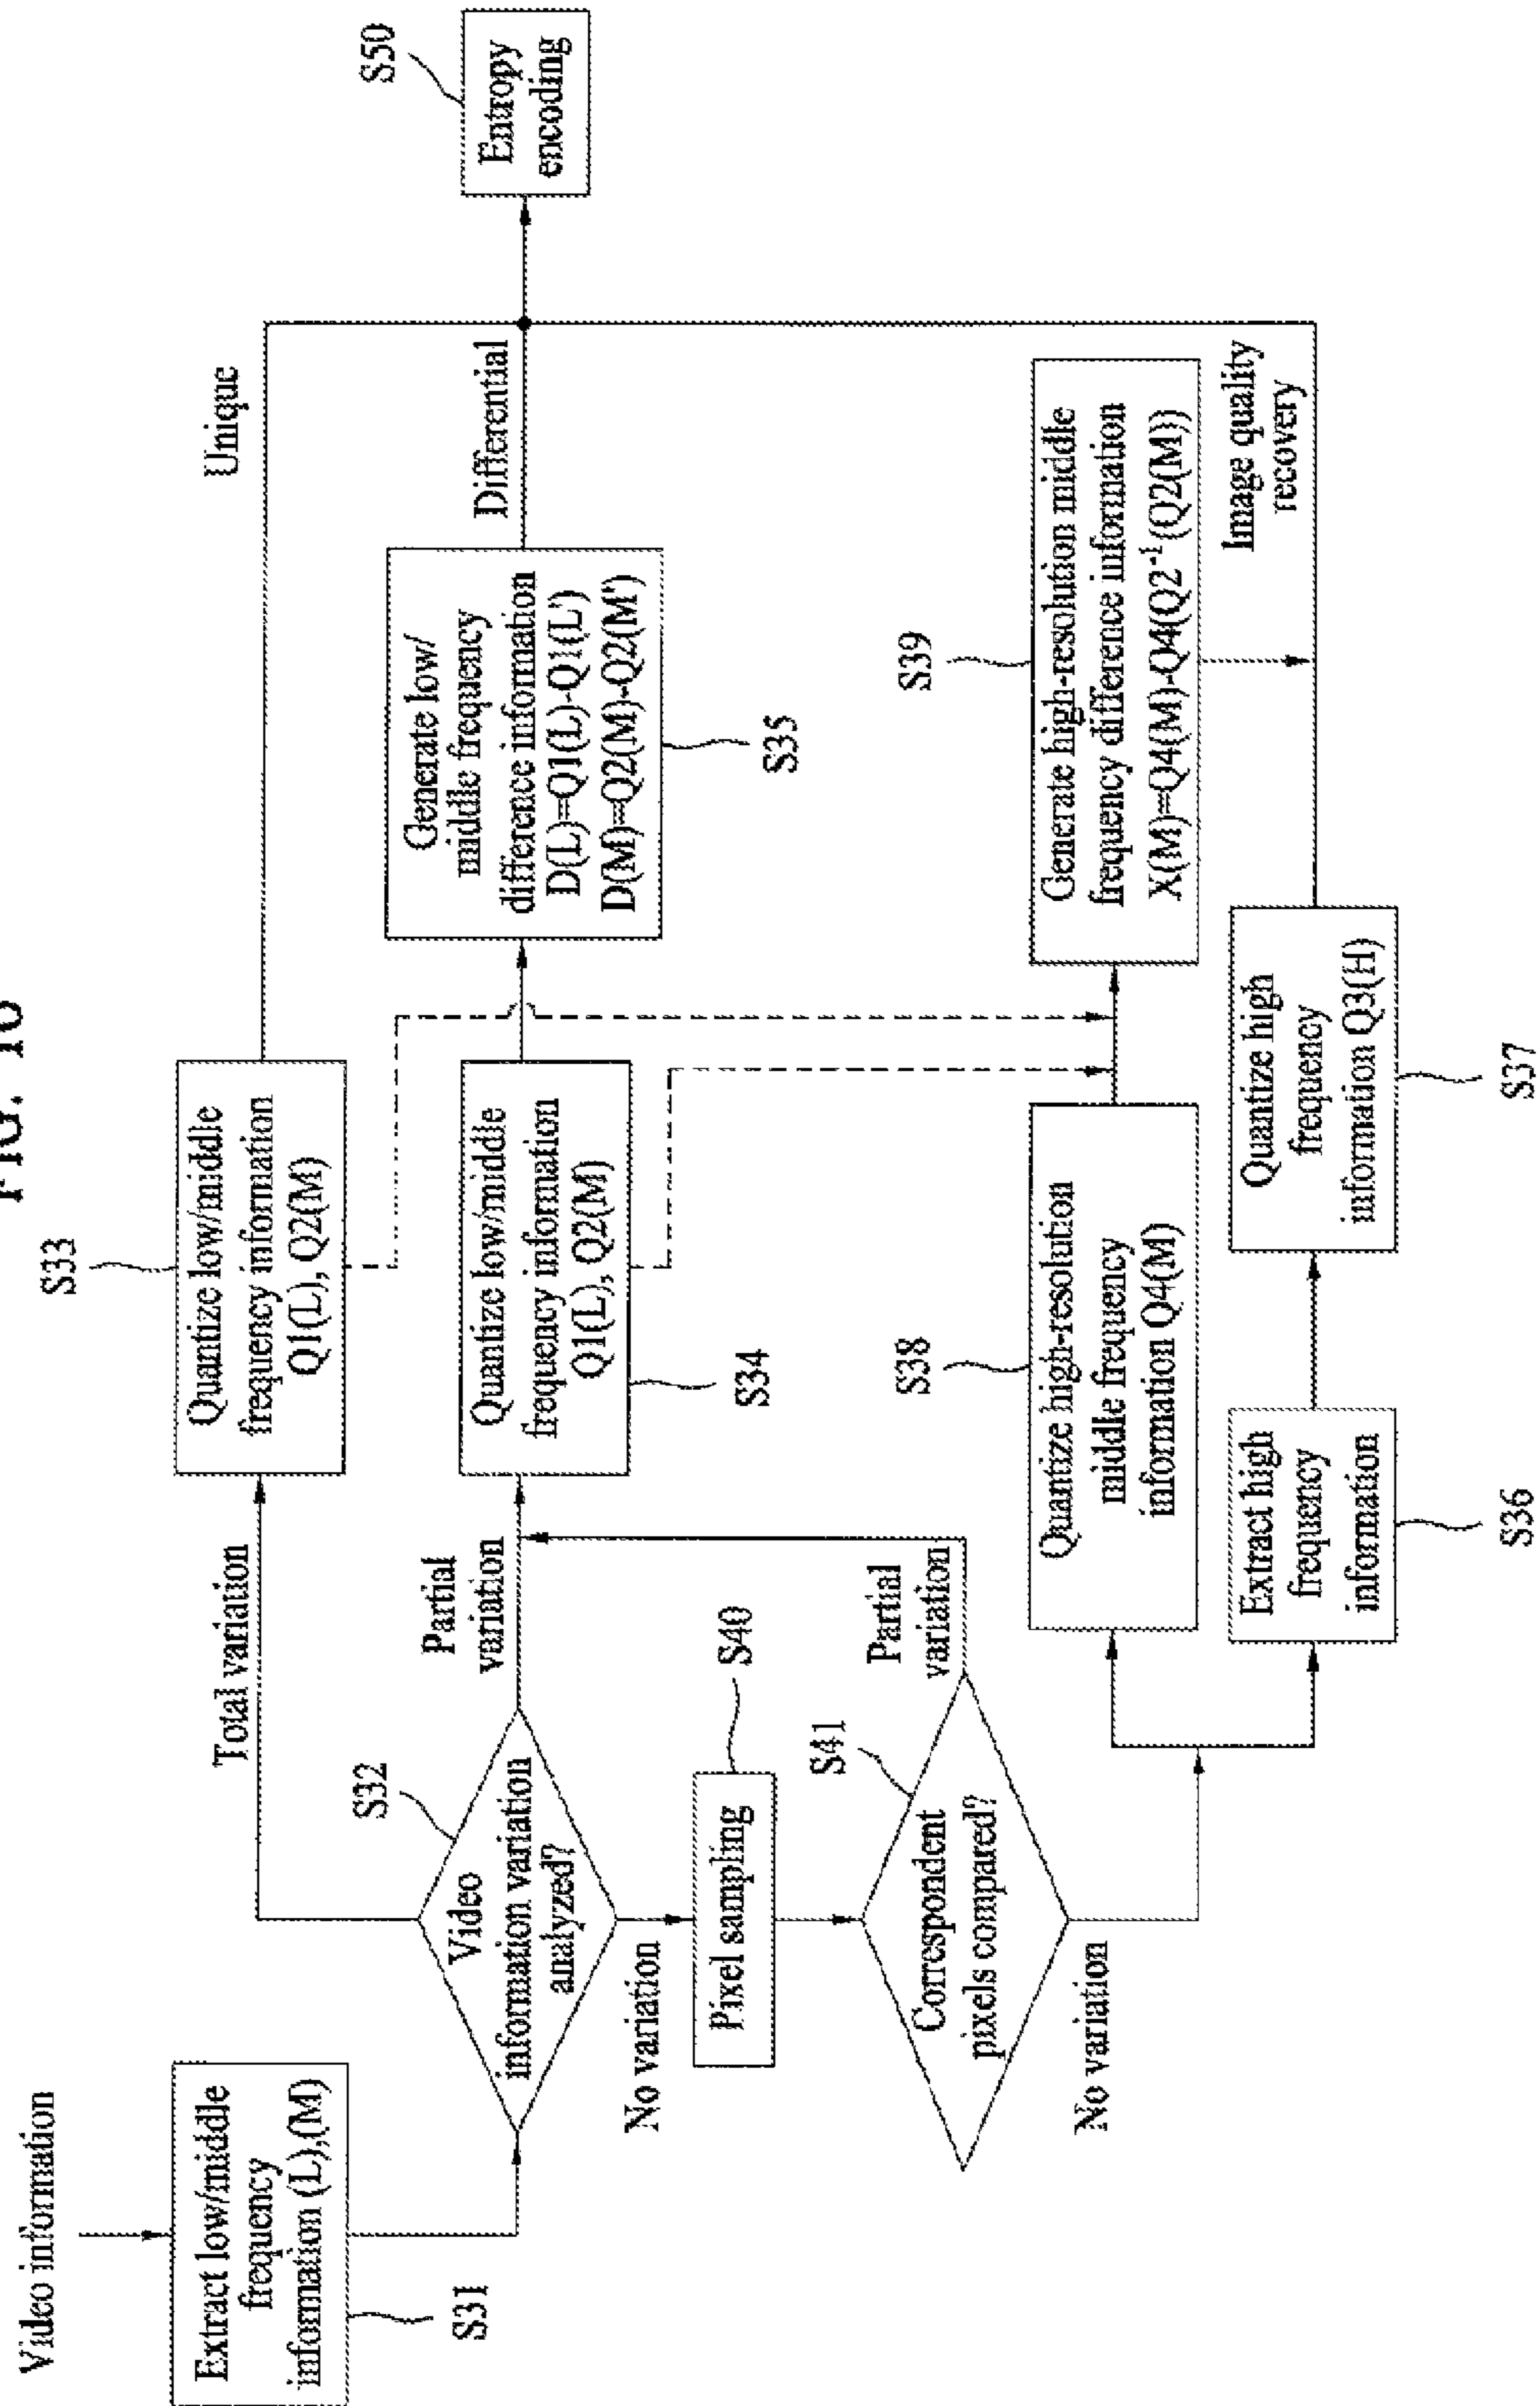 FIG. 10
Video information
Extract low/middle
frequency
information (L),(M)
S31
Video
information variation
analyzed?
S32
Total variation
Partial
variation
No variation
Quantize low/middle
frequency information
Q1(L), Q2(M)
S33
Unique
Quantize low/middle
frequency information
Q1(L), Q2(M)
S34
Generate low/
middle frequency
difference information
D(L)=Q1(L)-Q1(L')
D(M)=Q2(M)-Q2(M')
S35
Differential
Entropy
encoding
S50
Pixel sampling
S40
Correspondent
pixels compared?
S41
Partial
variation
No variation
Quantize high-resolution
middle frequency
information Q4(M)
S38
Generate high-resolution middle
frequency difference information
X(M)=Q4(M)-Q4(Q2⁻¹(Q2(M))
S39
Extract high
frequency
information
S36
Quantize high
frequency
information Q3(H)
S37
Image quality
recovery